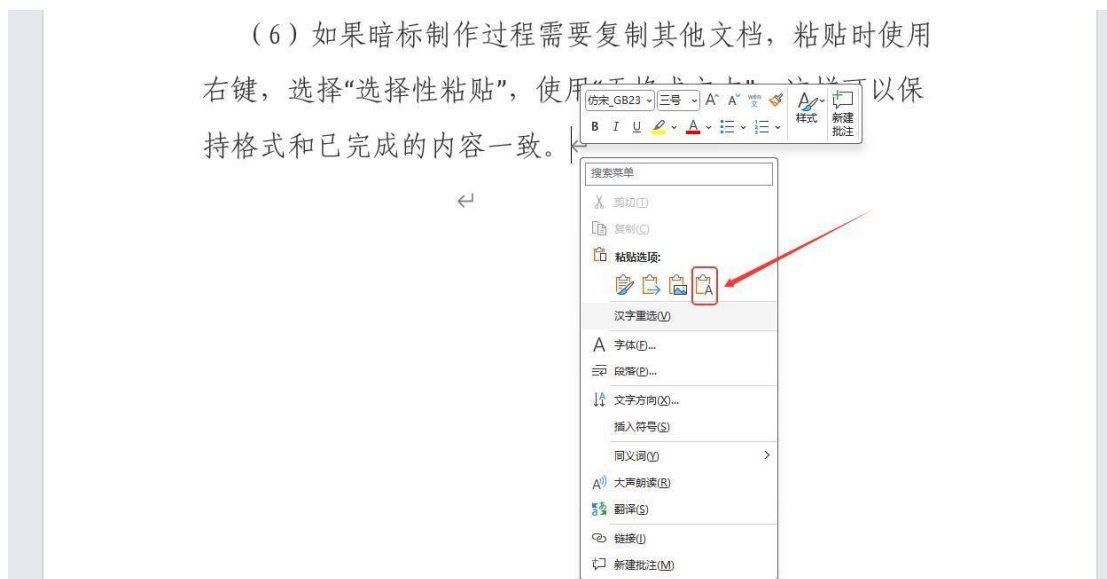 （6）如果暗标制作过程需要复制其他文档，粘贴时使用
右键，选择“选择性粘贴”，使用
以保
持格式和已完成的内容一致。
仿宋_GB23
三号
样式
新建
批注
搜索菜单
剪切(T)
复制(C)
粘贴选项:
汉字重选(V)
字体(F)...
段落(P)...
文字方向(X)...
插入符号(S)
同义词(Y)
大声朗读(R)
翻译(S)
链接(I)
新建批注(M)